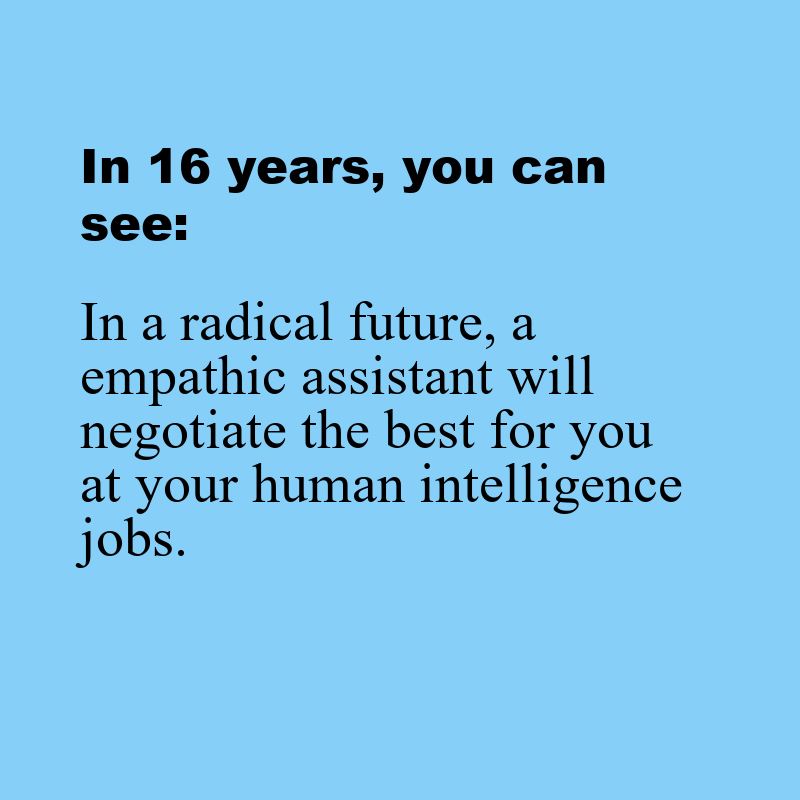 In 16 years, you can
see:
In a radical future, a
empathic assistant will
negotiate the best for you
at your human intelligence
jobs.